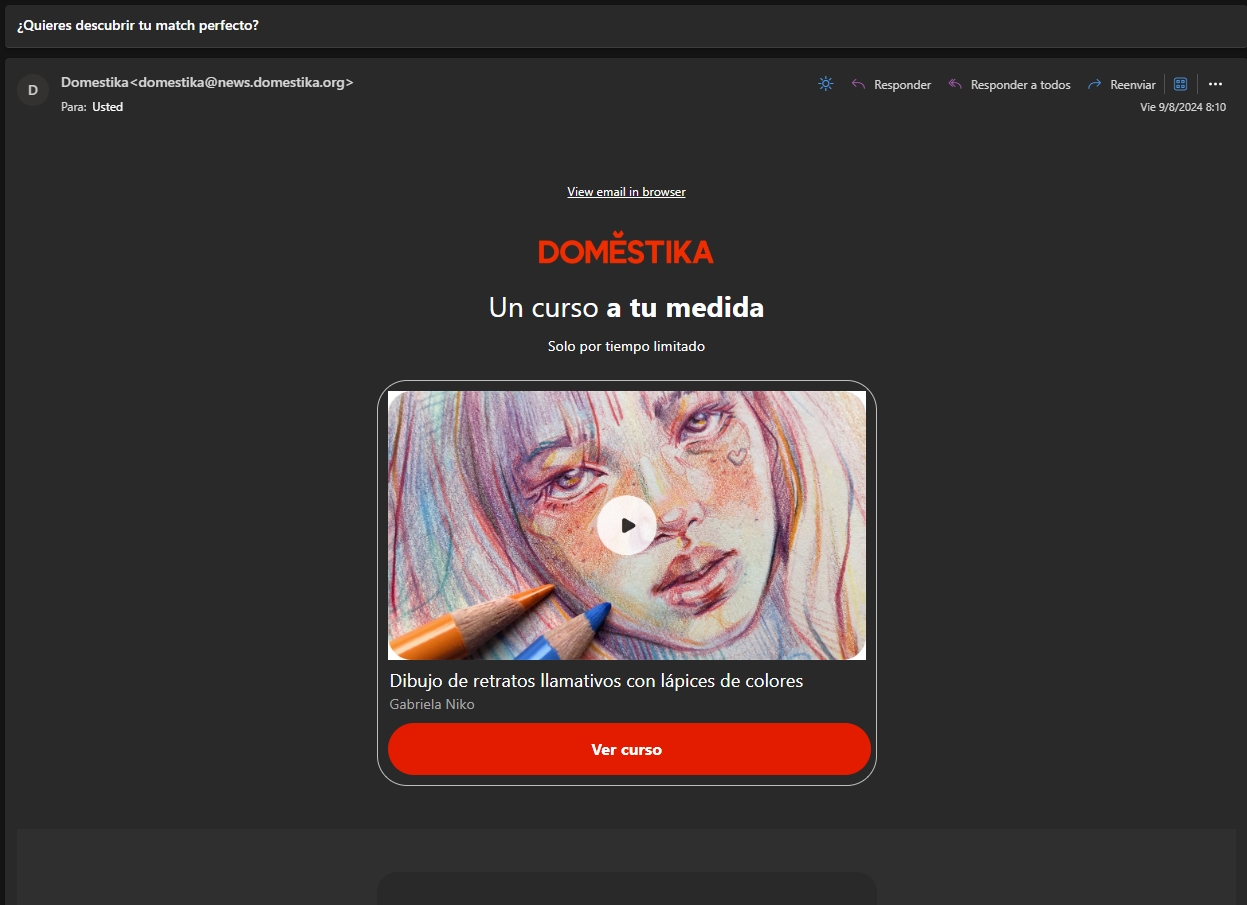 ¿Quieres descubrir tu match perfecto?
D
Domestika<domestika@news.domestika.org>
Para: Usted
Responder
Responder a todos
Reenviar
Vie 9/8/2024 8:10
View email in browser
DOMĚSTIKA
Un curso a tu medida
Solo por tiempo limitado
Dibujo de retratos llamativos con lápices de colores
Gabriela Niko
Ver curso